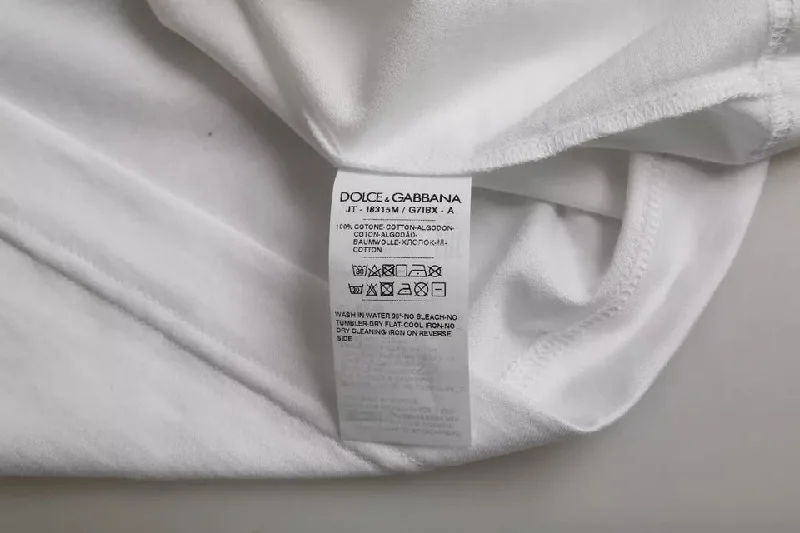 DOLCE & GABBANA
JT - I8315M / G7IBX - A
100% COTONE-COTTON-ALGODON-
COTON-ALGODÃO-
BAUMWOLLE-ХЛОПОК-M-
COTTON
30
WASH IN WATER 30°-NO BLEACH-NO
TUMBLER-DRY FLAT-COOL IRON-NO
DRY CLEANING IRON ON REVERSE
SIDE